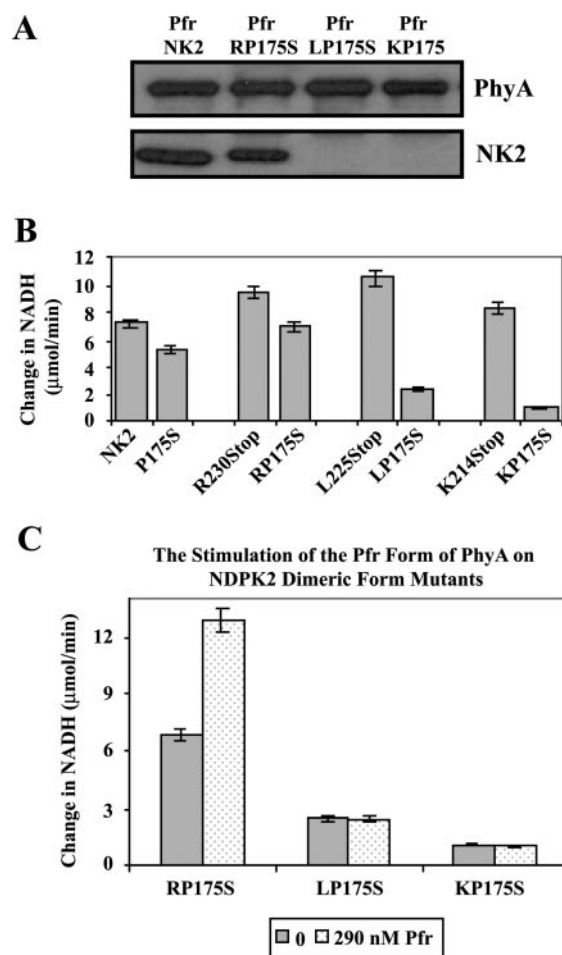 A
Pfr Pfr Pfr Pfr
NK2 RP175S LP175S KP175
PhyA
NK2
B
Change in NADH
(μmol/min)
12
10
8
6
4
2
0
NK2 P175S R230Stop RP175S L225Stop LP175S K214Stop KP175S
C
The Stimulation of the Pfr Form of PhyA on
NDPK2 Dimeric Form Mutants
Change in NADH (μmol/min)
12
9
6
3
0
RP175S LP175S KP175S
0 290 nM Pfr